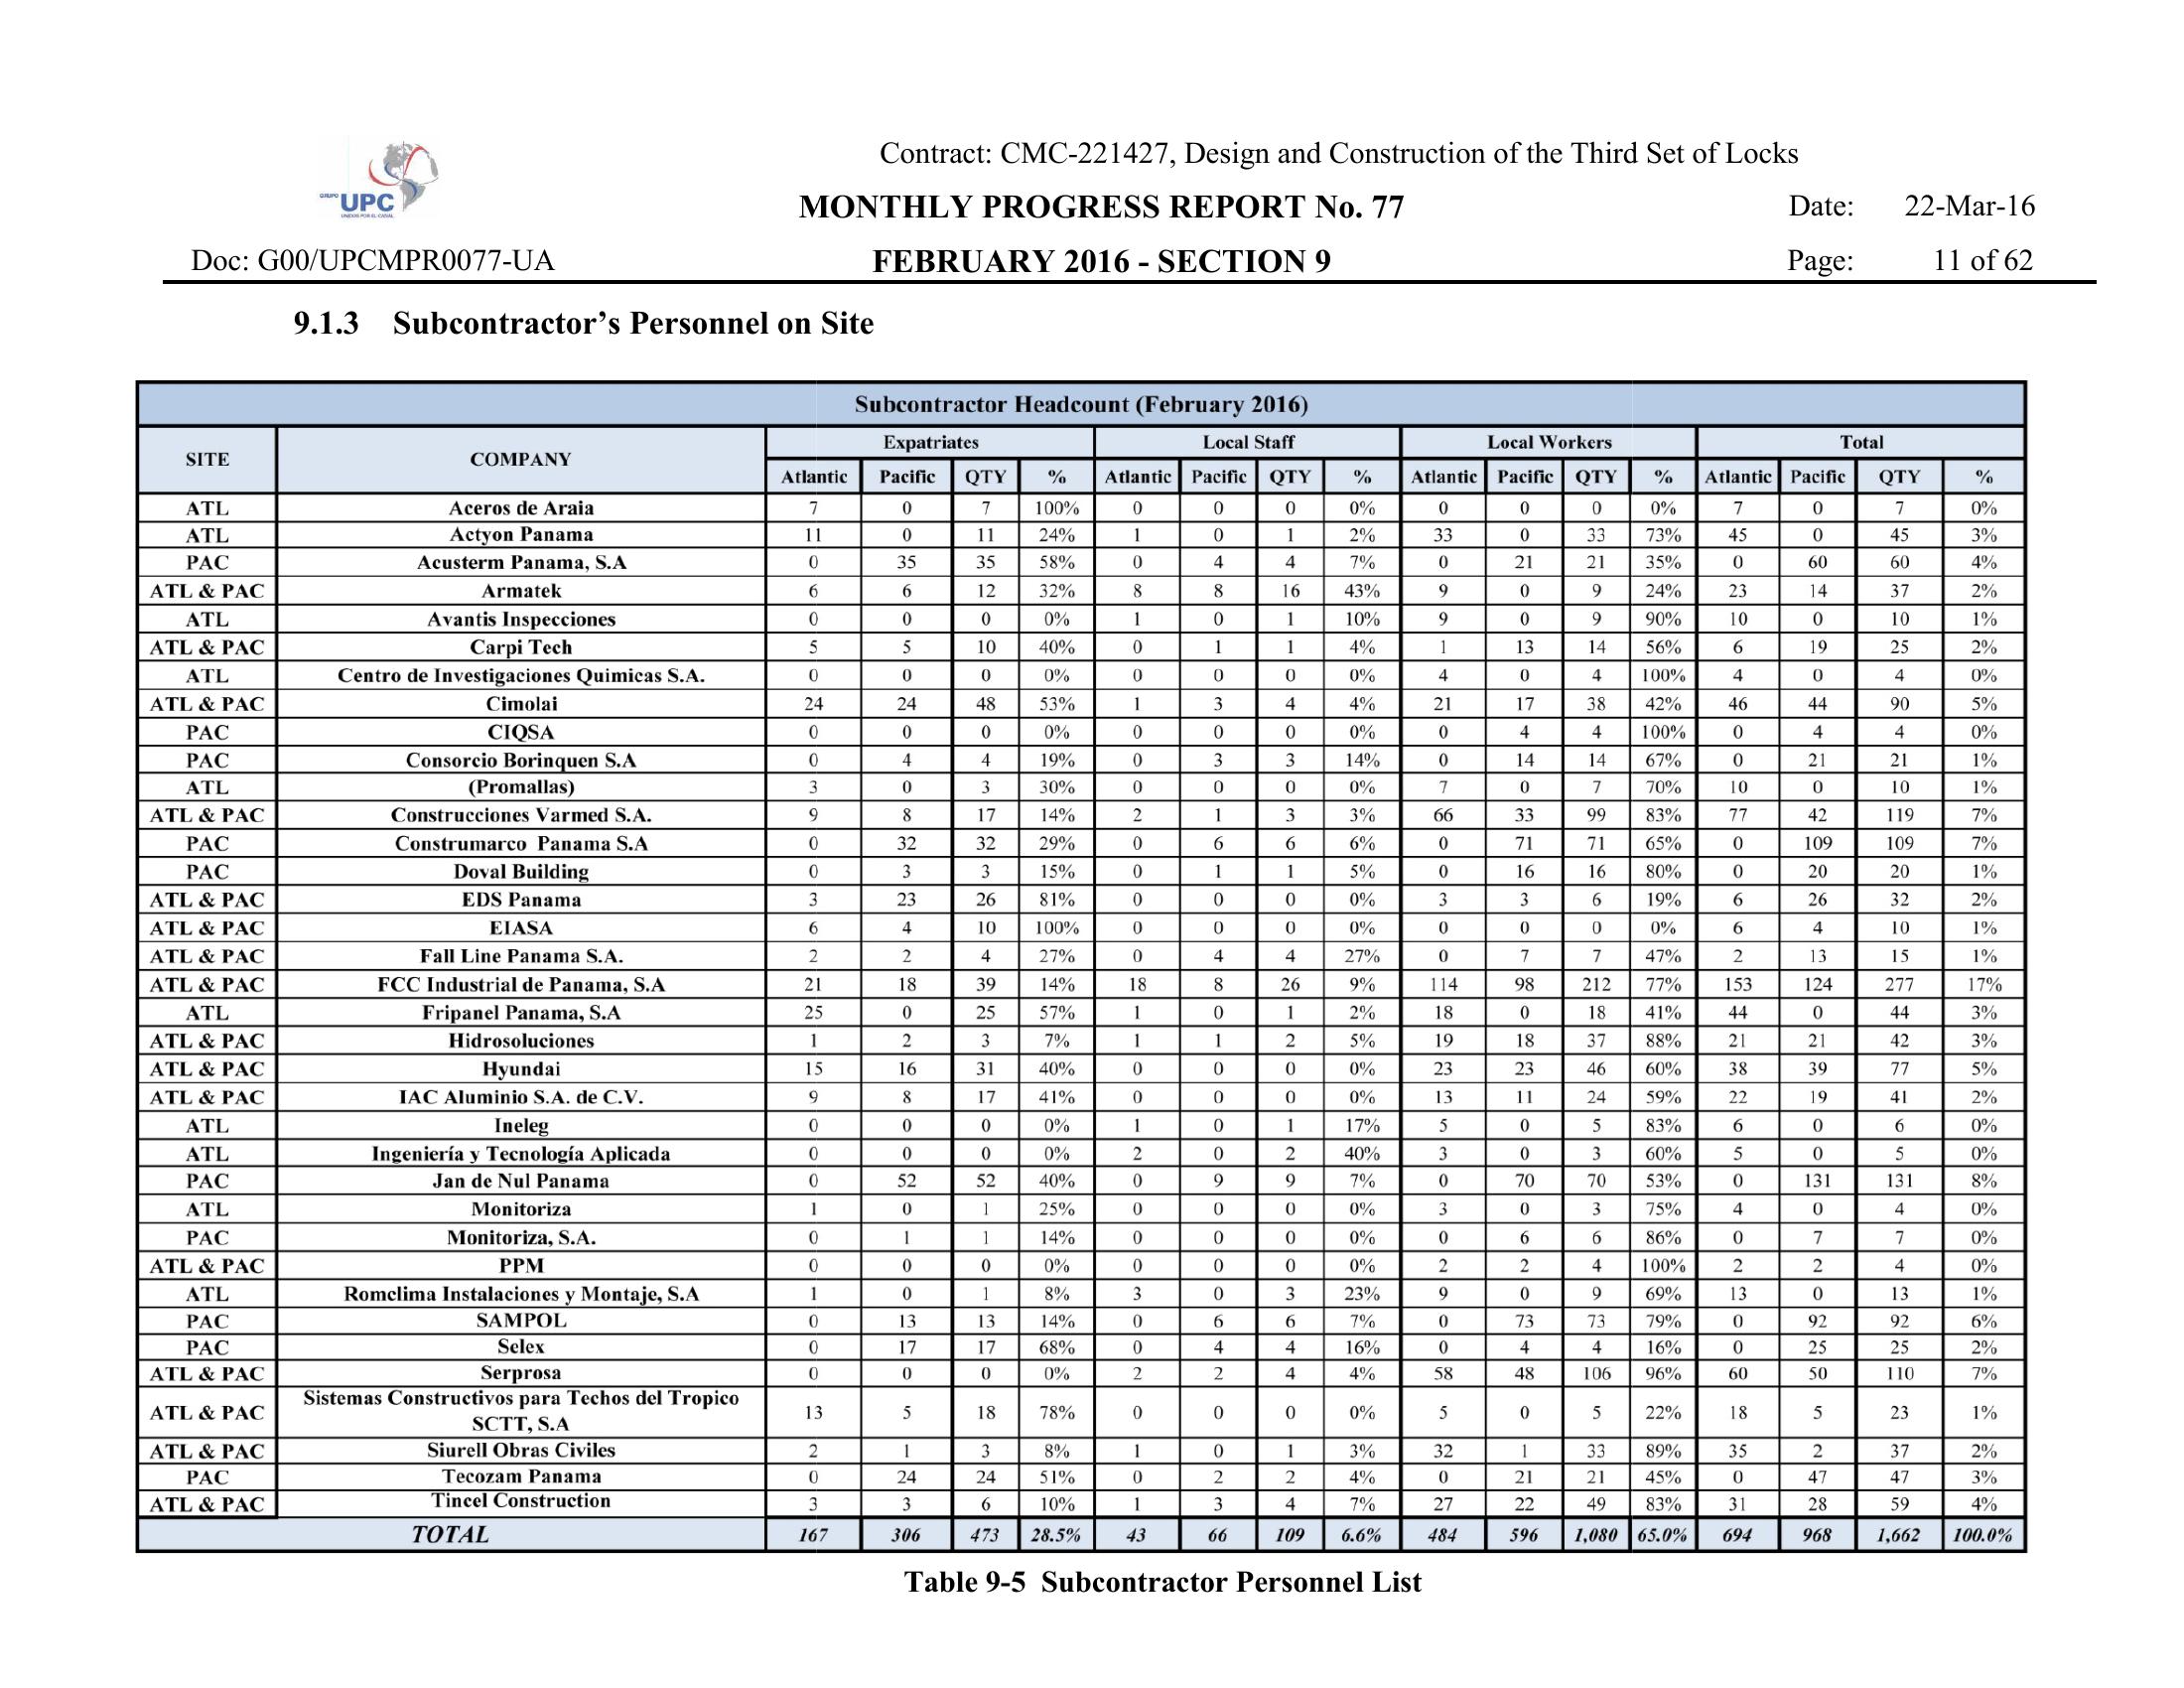 Contract: CMC-221427, Design and Construction of the Third Set of Locks
GRUPO
UPC
UNIDOS POR EL CANAL
MONTHLY PROGRESS REPORT No. 77 Date: 22-Mar-16
Doc: G00/UPCMPR0077-UA FEBRUARY 2016 - SECTION 9 Page: 11 of 62
9.1.3 Subcontractor’s Personnel on Site
Subcontractor Headcount (February 2016)
SITE COMPANY Expatriates Local Staff Local Workers Total
Atlantic Pacific QTY % Atlantic Pacific QTY % Atlantic Pacific QTY % Atlantic Pacific QTY %
ATL Aceros de Araia 7 0 7 100% 0 0 0 0% 0 0 0 0% 7 0 7 0%
ATL Actyon Panama 11 0 11 24% 1 0 1 2% 33 0 33 73% 45 0 45 3%
PAC Acusterm Panama, S.A 0 35 35 58% 0 4 4 7% 0 21 21 35% 0 60 60 4%
ATL & PAC Armatek 6 6 12 32% 8 8 16 43% 9 0 9 24% 23 14 37 2%
ATL Avantis Inspecciones 0 0 0 0% 1 0 1 10% 9 0 9 90% 10 0 10 1%
ATL & PAC Carpi Tech 5 5 10 40% 0 1 1 4% 1 13 14 56% 6 19 25 2%
ATL Centro de Investigaciones Quimicas S.A. 0 0 0 0% 0 0 0 0% 4 0 4 100% 4 0 4 0%
ATL & PAC Cimolai 24 24 48 53% 1 3 4 4% 21 17 38 42% 46 44 90 5%
PAC CIQSA 0 0 0 0% 0 0 0 0% 0 4 4 100% 0 4 4 0%
PAC Consorcio Borinquen S.A 0 4 4 19% 0 3 3 14% 0 14 14 67% 0 21 21 1%
ATL (Promallas) 3 0 3 30% 0 0 0 0% 7 0 7 70% 10 0 10 1%
ATL & PAC Construcciones Varmed S.A. 9 8 17 14% 2 1 3 3% 66 33 99 83% 77 42 119 7%
PAC Construmarco Panama S.A 0 32 32 29% 0 6 6 6% 0 71 71 65% 0 109 109 7%
PAC Doval Building 0 3 3 15% 0 1 1 5% 0 16 16 80% 0 20 20 1%
ATL & PAC EDS Panama 3 23 26 81% 0 0 0 0% 3 3 6 19% 6 26 32 2%
ATL & PAC EIASA 6 4 10 100% 0 0 0 0% 0 0 0 0% 6 4 10 1%
ATL & PAC Fall Line Panama S.A. 2 2 4 27% 0 4 4 27% 0 7 7 47% 2 13 15 1%
ATL & PAC FCC Industrial de Panama, S.A 21 18 39 14% 18 8 26 9% 114 98 212 77% 153 124 277 17%
ATL Fripanel Panama, S.A 25 0 25 57% 1 0 1 2% 18 0 18 41% 44 0 44 3%
ATL & PAC Hidrosoluciones 1 2 3 7% 1 1 2 5% 19 18 37 88% 21 21 42 3%
ATL & PAC Hyundai 15 16 31 40% 0 0 0 0% 23 23 46 60% 38 39 77 5%
ATL & PAC IAC Aluminio S.A. de C.V. 9 8 17 41% 0 0 0 0% 13 11 24 59% 22 19 41 2%
ATL Ineleg 0 0 0 0% 1 0 1 17% 5 0 5 83% 6 0 6 0%
ATL Ingeniería y Tecnología Aplicada 0 0 0 0% 2 0 2 40% 3 0 3 60% 5 0 5 0%
PAC Jan de Nul Panama 0 52 52 40% 0 9 9 7% 0 70 70 53% 0 131 131 8%
ATL Monitoriza 1 0 1 25% 0 0 0 0% 3 0 3 75% 4 0 4 0%
PAC Monitoriza, S.A. 0 1 1 14% 0 0 0 0% 0 6 6 86% 0 7 7 0%
ATL & PAC PPM 0 0 0 0% 0 0 0 0% 2 2 4 100% 2 2 4 0%
ATL Romclima Instalaciones y Montaje, S.A 1 0 1 8% 3 0 3 23% 9 0 9 69% 13 0 13 1%
PAC SAMPOL 0 13 13 14% 0 6 6 7% 0 73 73 79% 0 92 92 6%
PAC Selex 0 17 17 68% 0 4 4 16% 0 4 4 16% 0 25 25 2%
ATL & PAC Serprosa 0 0 0 0% 2 2 4 4% 58 48 106 96% 60 50 110 7%
ATL & PAC Sistemas Constructivos para Techos del Tropico
SCTT, S.A 13 5 18 78% 0 0 0 0% 5 0 5 22% 18 5 23 1%
ATL & PAC Siurell Obras Civiles 2 1 3 8% 1 0 1 3% 32 1 33 89% 35 2 37 2%
PAC Tecozam Panama 0 24 24 51% 0 2 2 4% 0 21 21 45% 0 47 47 3%
ATL & PAC Tincel Construction 3 3 6 10% 1 3 4 7% 27 22 49 83% 31 28 59 4%
TOTAL 167 306 473 28.5% 43 66 109 6.6% 484 596 1,080 65.0% 694 968 1,662 100.0%
Table 9-5 Subcontractor Personnel List